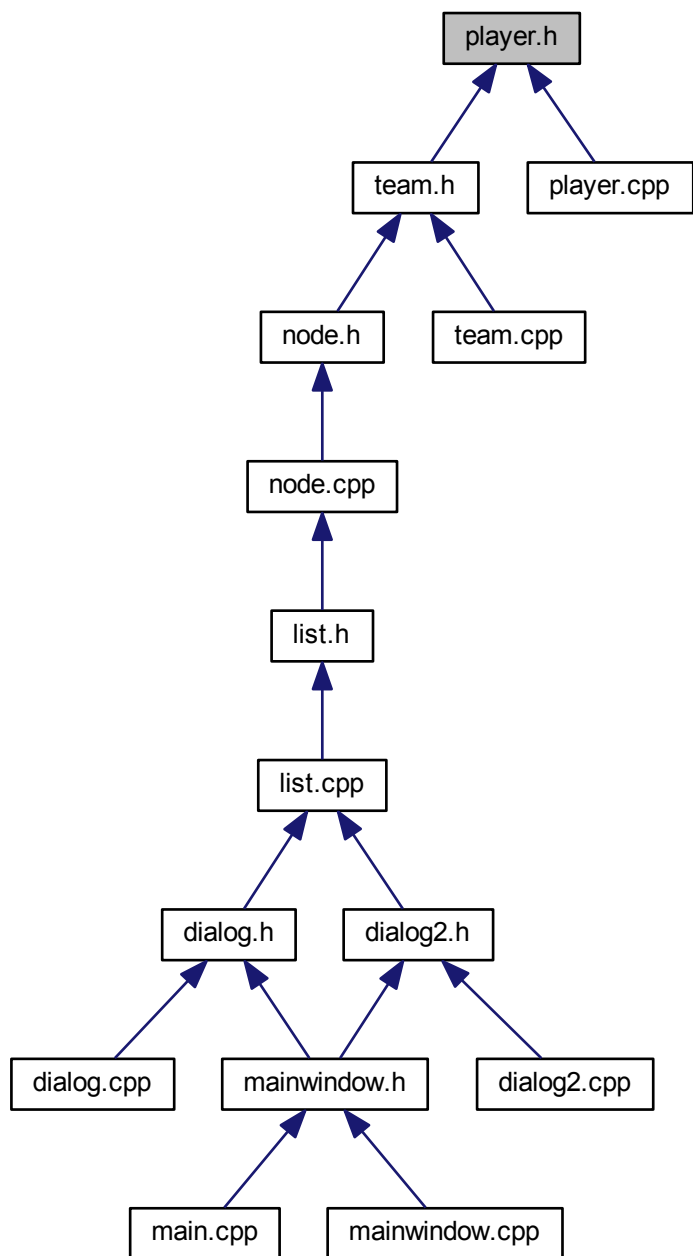 player.h
team.h
player.cpp
node.h
team.cpp
node.cpp
list.h
list.cpp
dialog.h
dialog2.h
dialog.cpp
mainwindow.h
dialog2.cpp
main.cpp
mainwindow.cpp